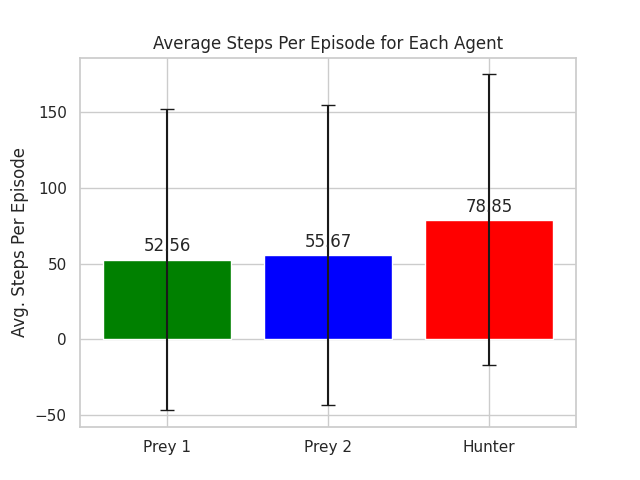 Average Steps Per Episode for Each Agent
Avg. Steps Per Episode
150
100
50
0
−50
52.56
55.67
78.85
Prey 1
Prey 2
Hunter